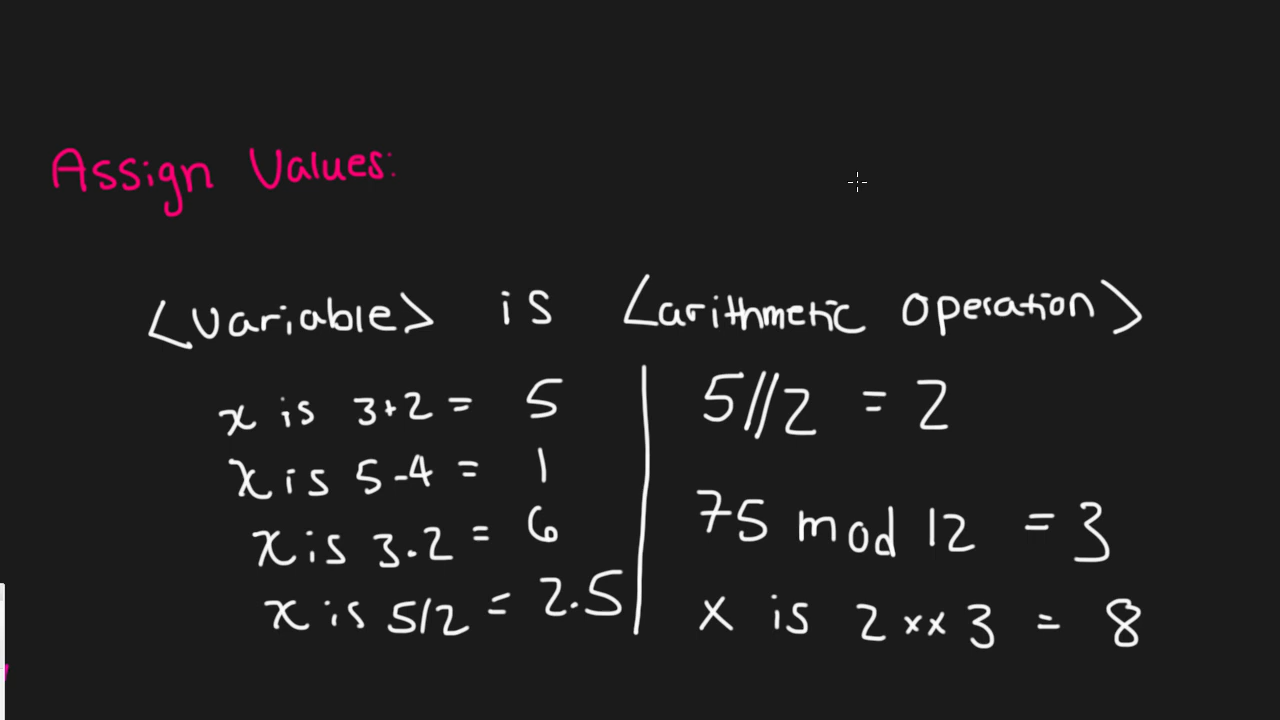 Assign Values:
<variable> is <arithmetic operation>
x is 3+2 = 5
x is 5-4 = 1
x is 3·2 = 6
x is 5/2 = 2.5
5//2 = 2
75 mod 12 = 3
x is 2 ** 3 = 8